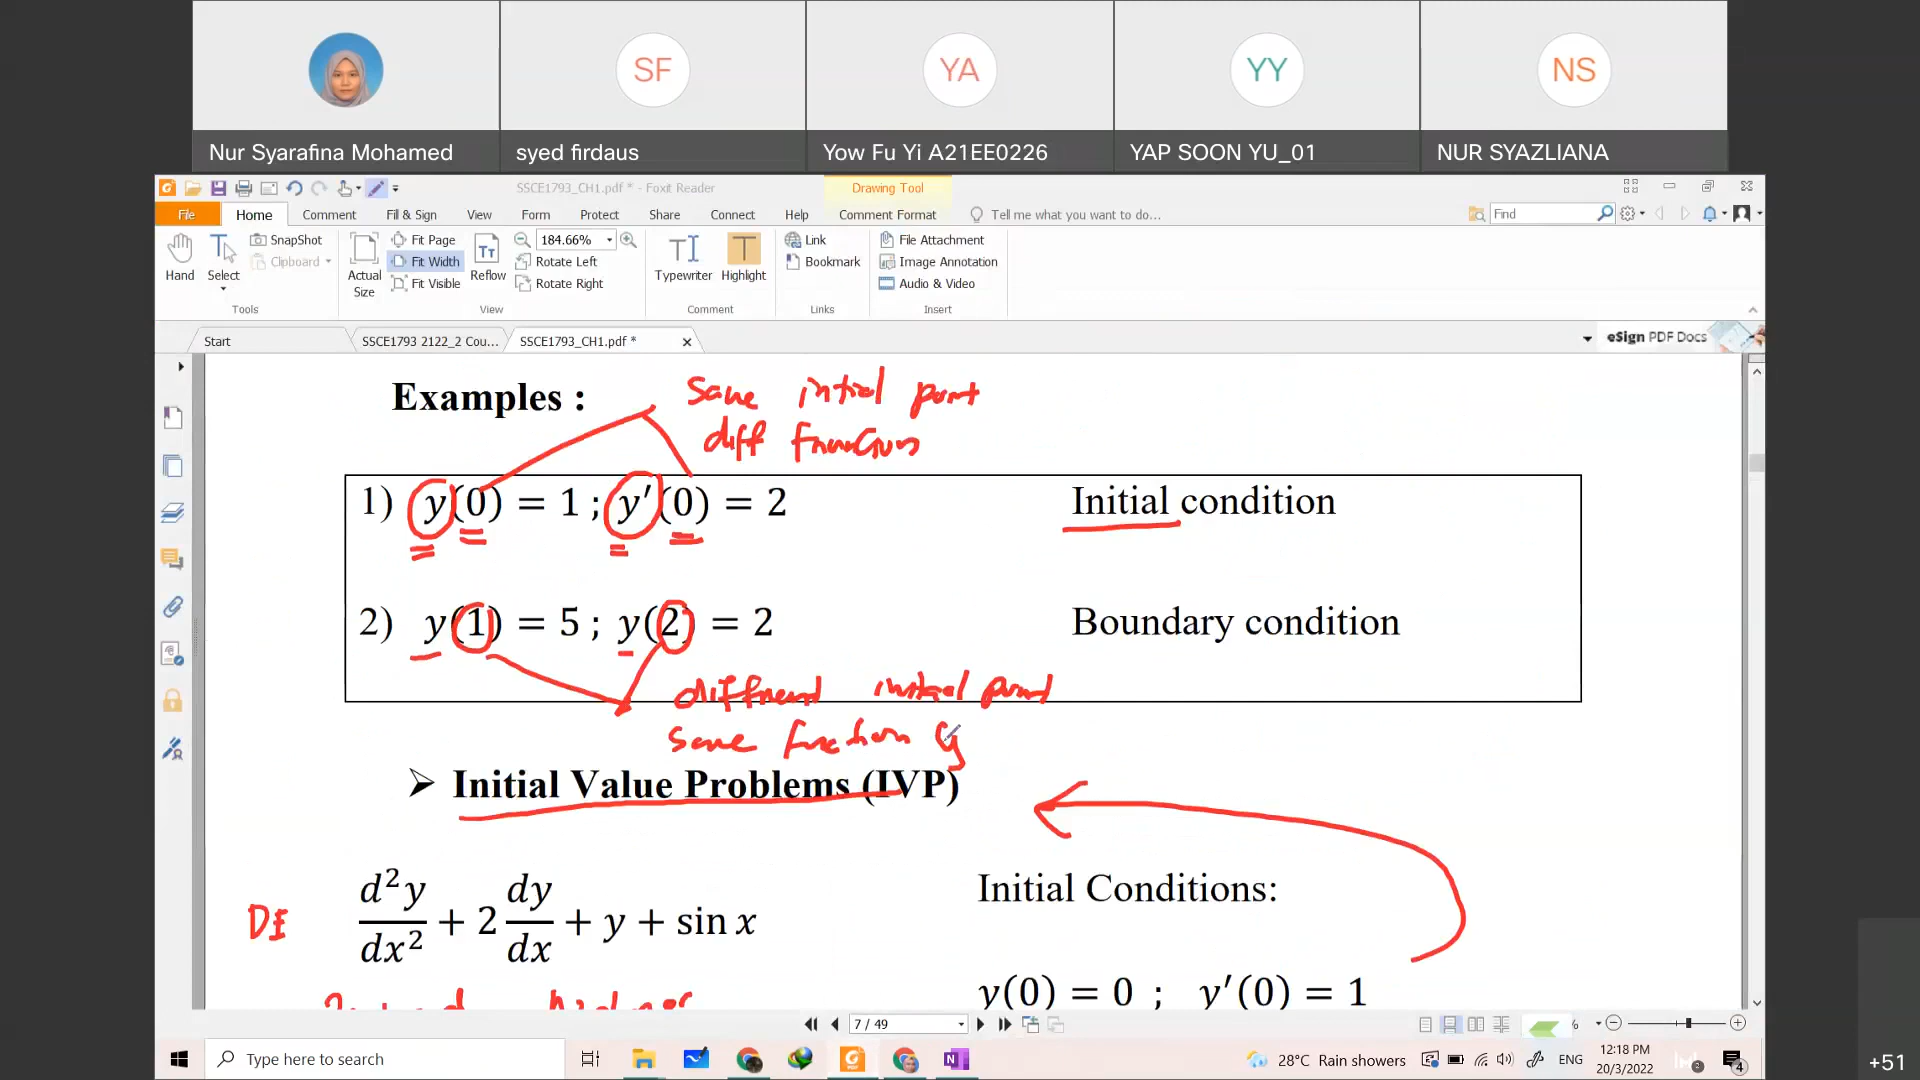 SF YA YY NS
Nur Syarafina Mohamed syed firdaus Yow Fu Yi A21EE0226 YAP SOON YU_01 NUR SYAZLIANA
SSCE1793_CH1.pdf * - Foxit Reader Drawing Tool
File Home Comment Fill & Sign View Form Protect Share Connect Help Comment Format Tell me what you want to do... Find
SnapShot Fit Page 184.66% Link File Attachment
Clipboard Fit Width Rotate Left Bookmark Image Annotation
Hand Select Actual Size Reflow Typewriter Highlight
Fit Visible Rotate Right Audio & Video
Tools View Comment Links Insert
Start SSCE1793 2122_2 Cou... SSCE1793_CH1.pdf * eSign PDF Docs
Examples :
same initial point
diff functions
1) y(0) = 1 ; y′(0) = 2 Initial condition
2) y(1) = 5 ; y(2) = 2 Boundary condition
different initial point
same function y
➢ Initial Value Problems (IVP)
DE d²y/dx² + 2 dy/dx + y + sin x Initial Conditions:
y(0) = 0 ; y′(0) = 1
7 / 49 %
Type here to search 28°C Rain showers ENG 12:18 PM
20/3/2022 4
+51